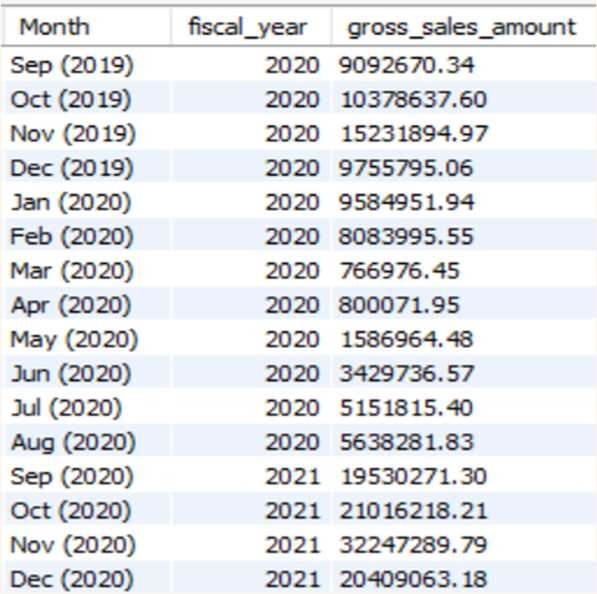 Month fiscal_year gross_sales_amount
Sep (2019) 2020 9092670.34
Oct (2019) 2020 10378637.60
Nov (2019) 2020 15231894.97
Dec (2019) 2020 9755795.06
Jan (2020) 2020 9584951.94
Feb (2020) 2020 8083995.55
Mar (2020) 2020 766976.45
Apr (2020) 2020 800071.95
May (2020) 2020 1586964.48
Jun (2020) 2020 3429736.57
Jul (2020) 2020 5151815.40
Aug (2020) 2020 5638281.83
Sep (2020) 2021 19530271.30
Oct (2020) 2021 21016218.21
Nov (2020) 2021 32247289.79
Dec (2020) 2021 20409063.18